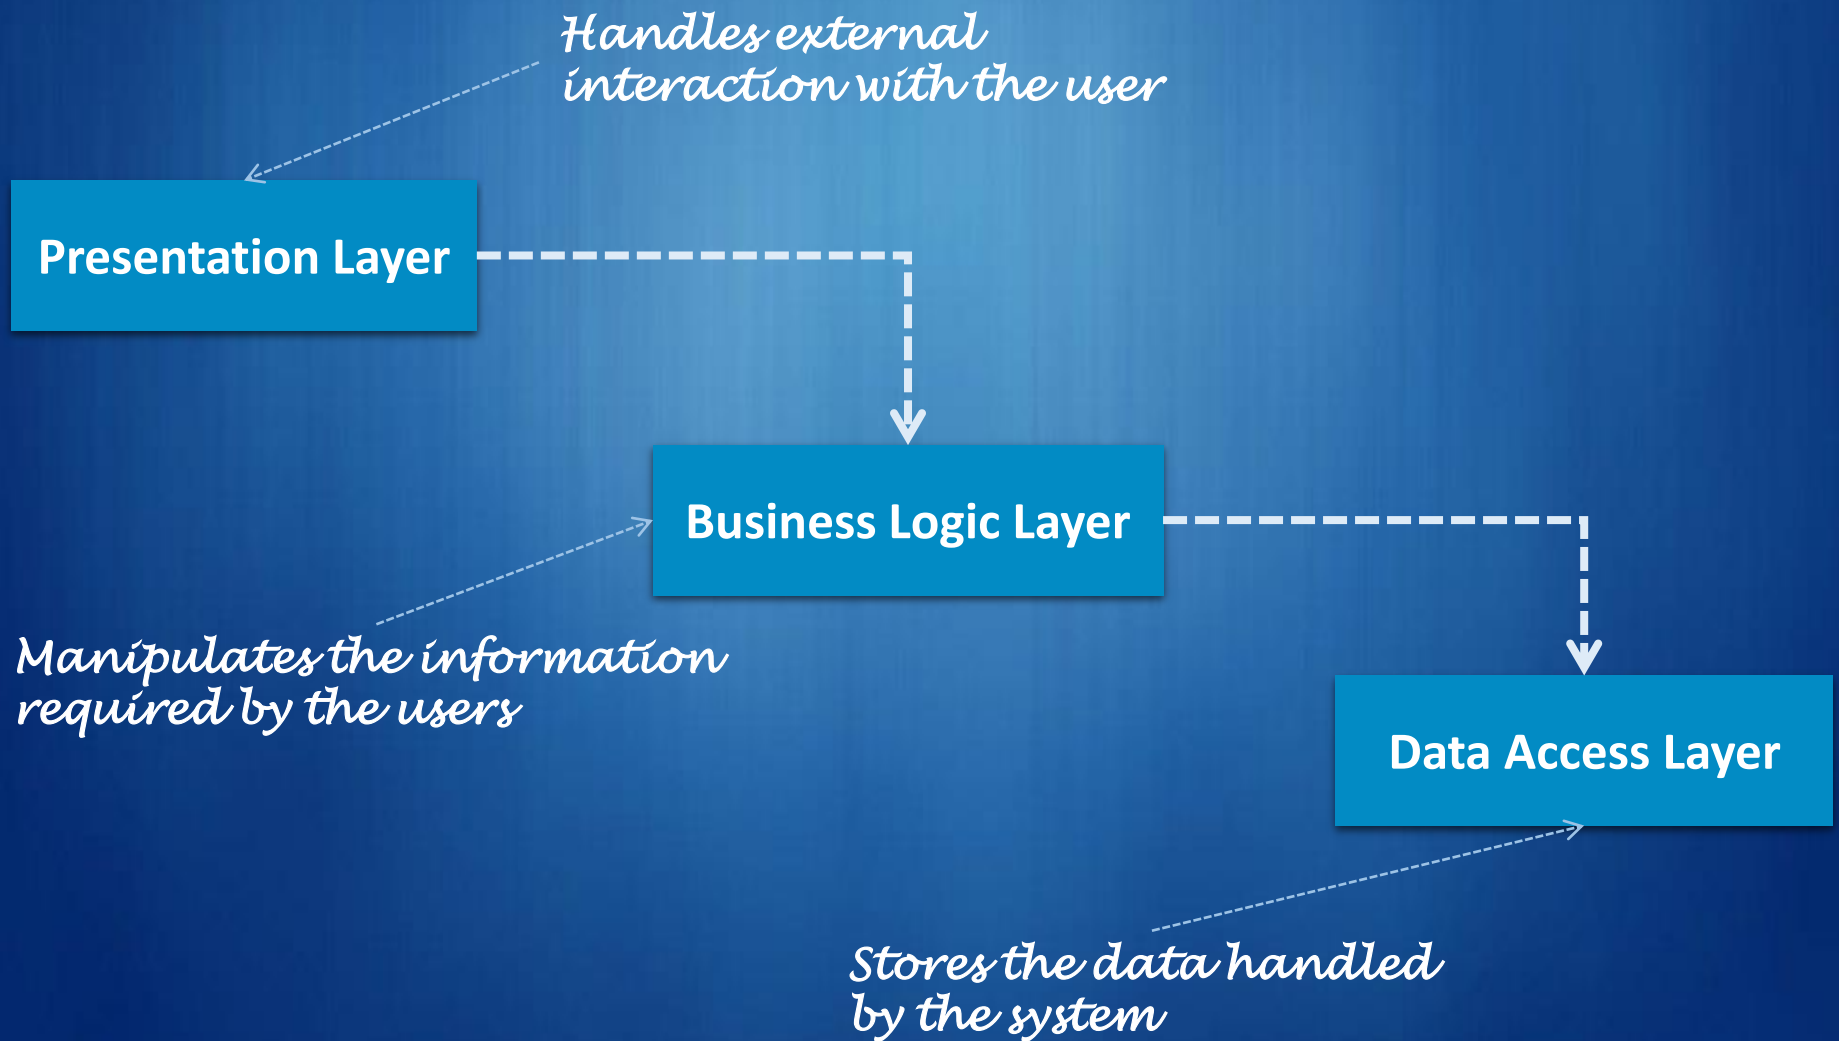 Handles external
interaction with the user
Presentation Layer
Business Logic Layer
Manipulates the information
required by the users
Data Access Layer
Stores the data handled
by the system